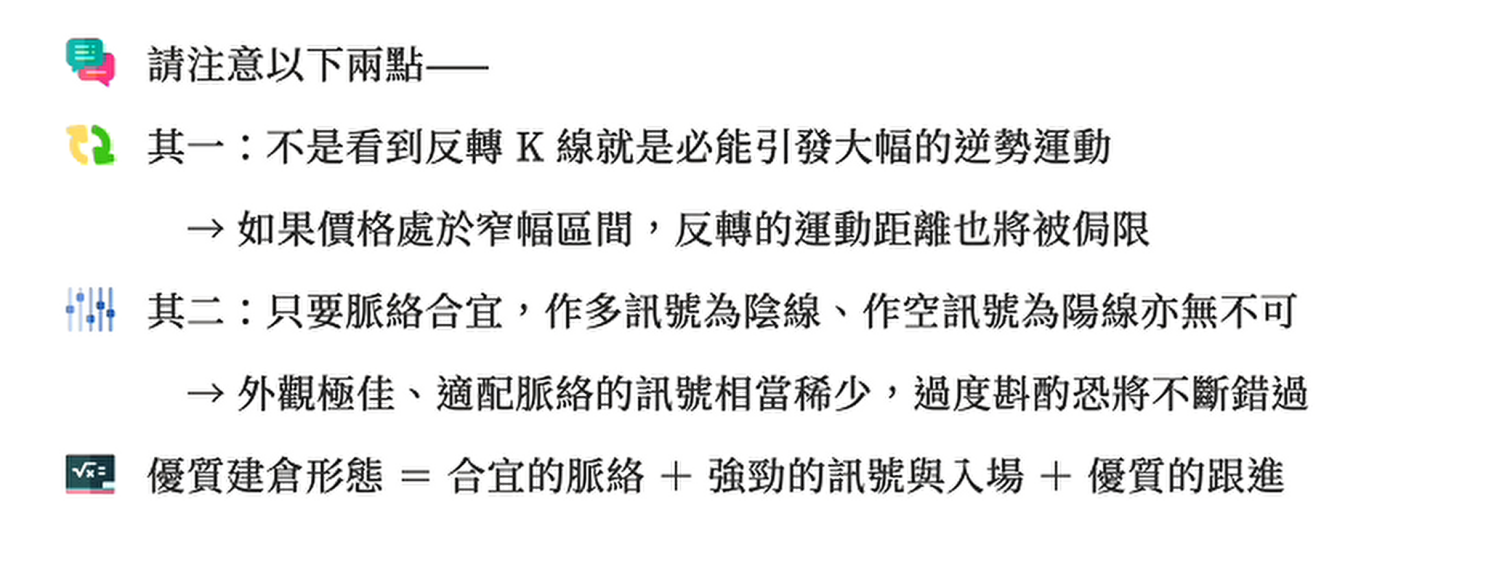 請注意以下兩點——
其一：不是看到反轉 K 線就是必能引發大幅的逆勢運動
→ 如果價格處於窄幅區間，反轉的運動距離也將被侷限
其二：只要脈絡合宜，作多訊號為陰線、作空訊號為陽線亦無不可
→ 外觀極佳、適配脈絡的訊號相當稀少，過度斟酌恐將不斷錯過
√x=
優質建倉形態 = 合宜的脈絡 + 強勁的訊號與入場 + 優質的跟進